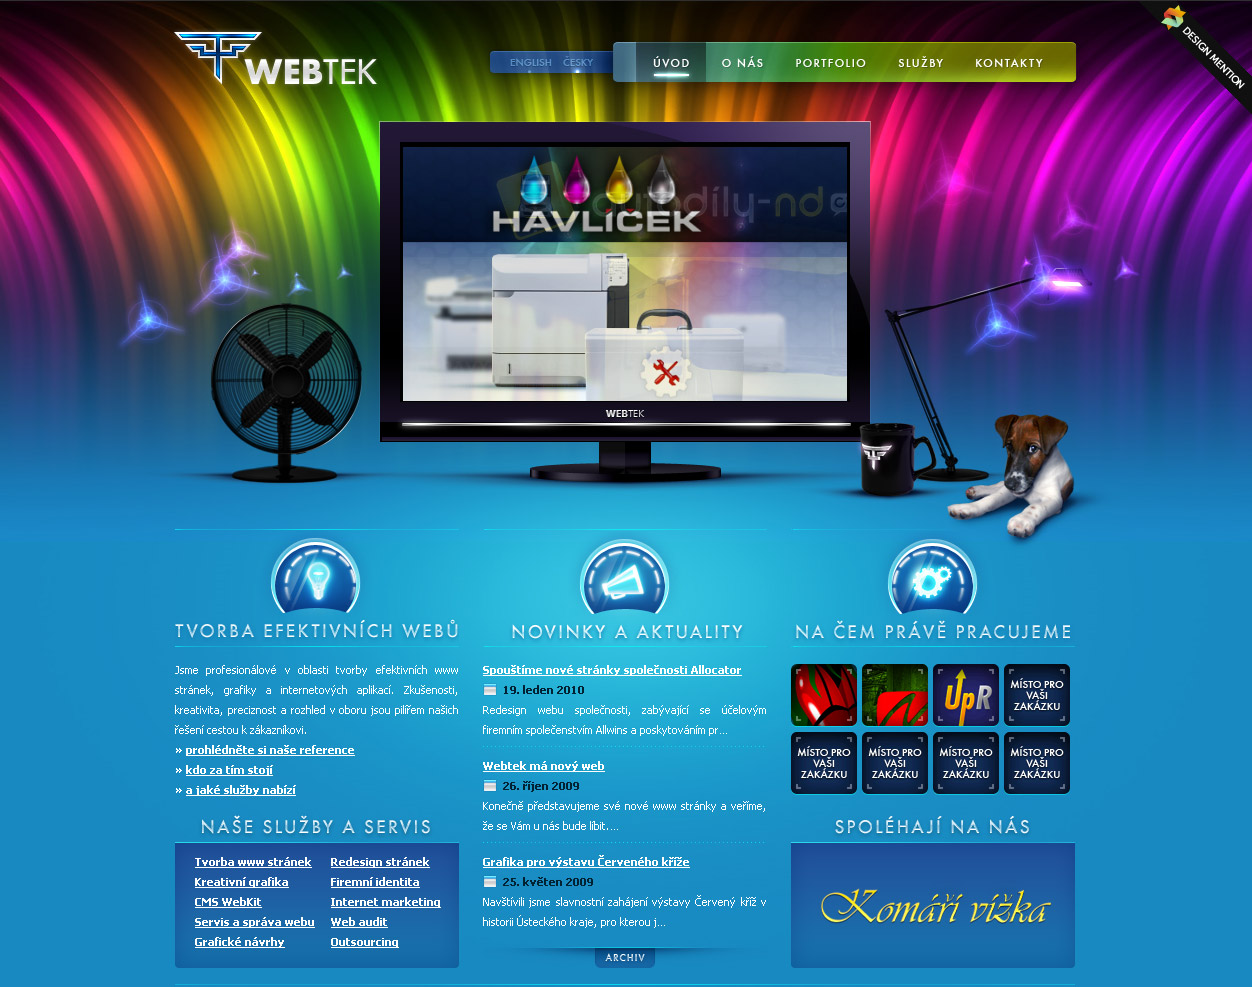 WEBTEK
ENGLISH ČESKY
ÚVOD O NÁS PORTFOLIO SLUŽBY KONTAKTY
DESIGN MENTION
HAVLÍČEK
WEBTEK
TVORBA EFEKTIVNÍCH WEBŮ
Jsme profesionálové v oblasti tvorby efektivních www
stránek, grafiky a internetových aplikací. Zkušenosti,
kreativita, preciznost a rozhled v oboru jsou pilířem našich
řešení cestou k zákazníkovi.
» prohlédněte si naše reference
» kdo za tím stojí
» a jaké služby nabízí
NAŠE SLUŽBY A SERVIS
Tvorba www stránek Redesign stránek
Kreativní grafika Firemní identita
CMS WebKit Internet marketing
Servis a správa webu Web audit
Grafické návrhy Outsourcing
NOVINKY A AKTUALITY
Spouštíme nové stránky společnosti Allocator
19. leden 2010
Redesign webu společnosti, zabývající se účelovým
firemním společenstvím Allwins a poskytováním pr...
Webtek má nový web
26. říjen 2009
Konečně představujeme své nové www stránky a veříme,
že se Vám u nás bude líbit....
Grafika pro výstavu Červeného kříže
25. květen 2009
Navštívili jsme slavnostní zahájení výstavy Červený kříž v
historii Ústeckého kraje, pro kterou j...
ARCHIV
NA ČEM PRÁVĚ PRACUJEME
UpR
MÍSTO PRO
VAŠI
ZAKÁZKU
MÍSTO PRO
VAŠI
ZAKÁZKU
MÍSTO PRO
VAŠI
ZAKÁZKU
MÍSTO PRO
VAŠI
ZAKÁZKU
MÍSTO PRO
VAŠI
ZAKÁZKU
SPOLÉHAJÍ NA NÁS
Komáří vížka